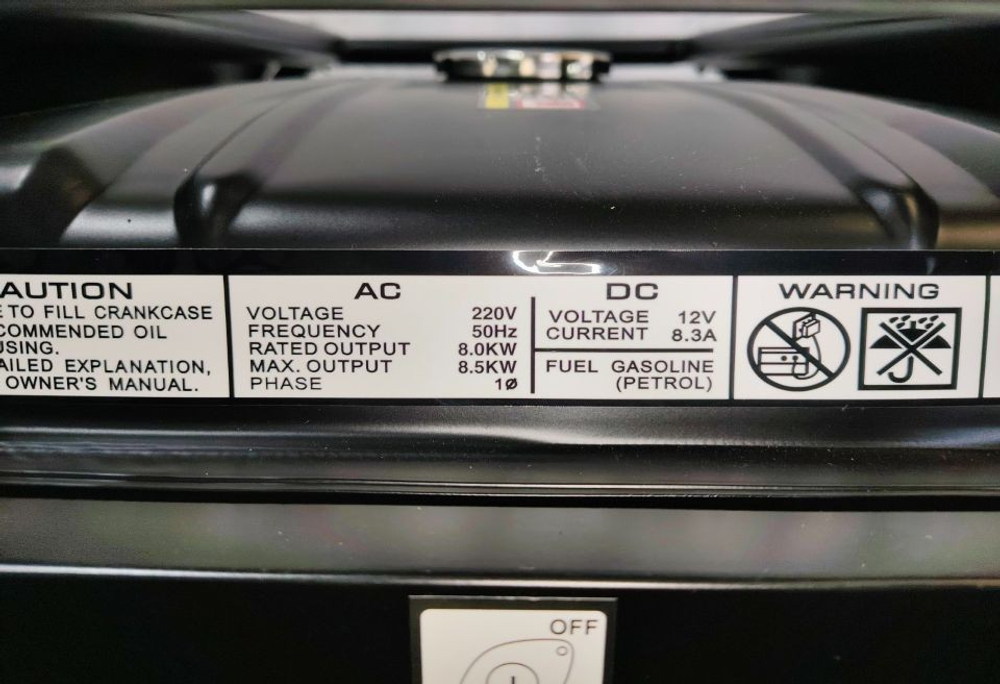 AUTION
E TO FILL CRANKCASE
COMMENDED OIL
USING.
AILED EXPLANATION,
OWNER'S MANUAL.
AC
VOLTAGE 220V
FREQUENCY 50Hz
RATED OUTPUT 8.0KW
MAX. OUTPUT 8.5KW
PHASE 1Ø
DC
VOLTAGE 12V
CURRENT 8.3A
FUEL GASOLINE
(PETROL)
WARNING
OFF